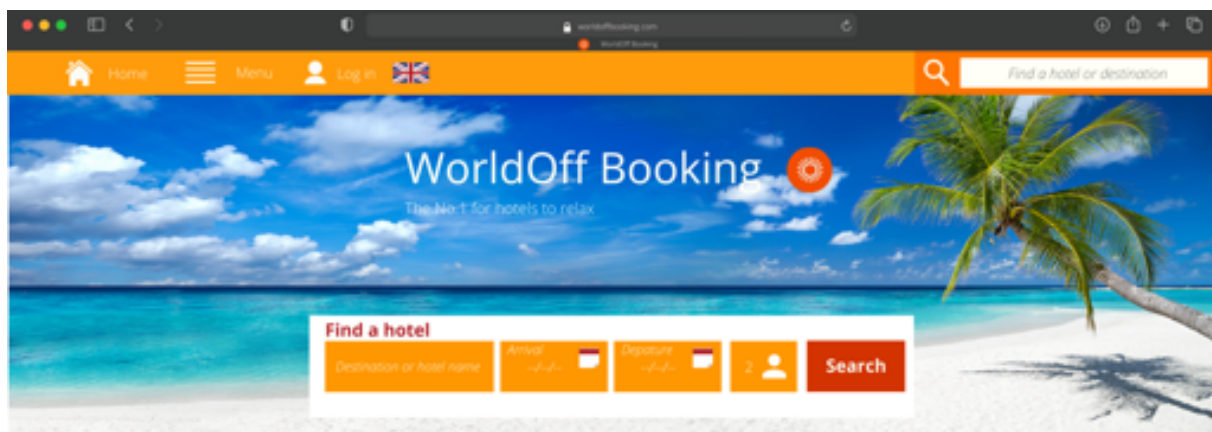 worldoffbooking.com
WorldOff Booking
Home Menu Log in
Find a hotel or destination
WorldOff Booking
The No.1 for hotels to relax
Find a hotel
Destination or hotel name
Arrival --/--/--
Depature --/--/--
2
Search